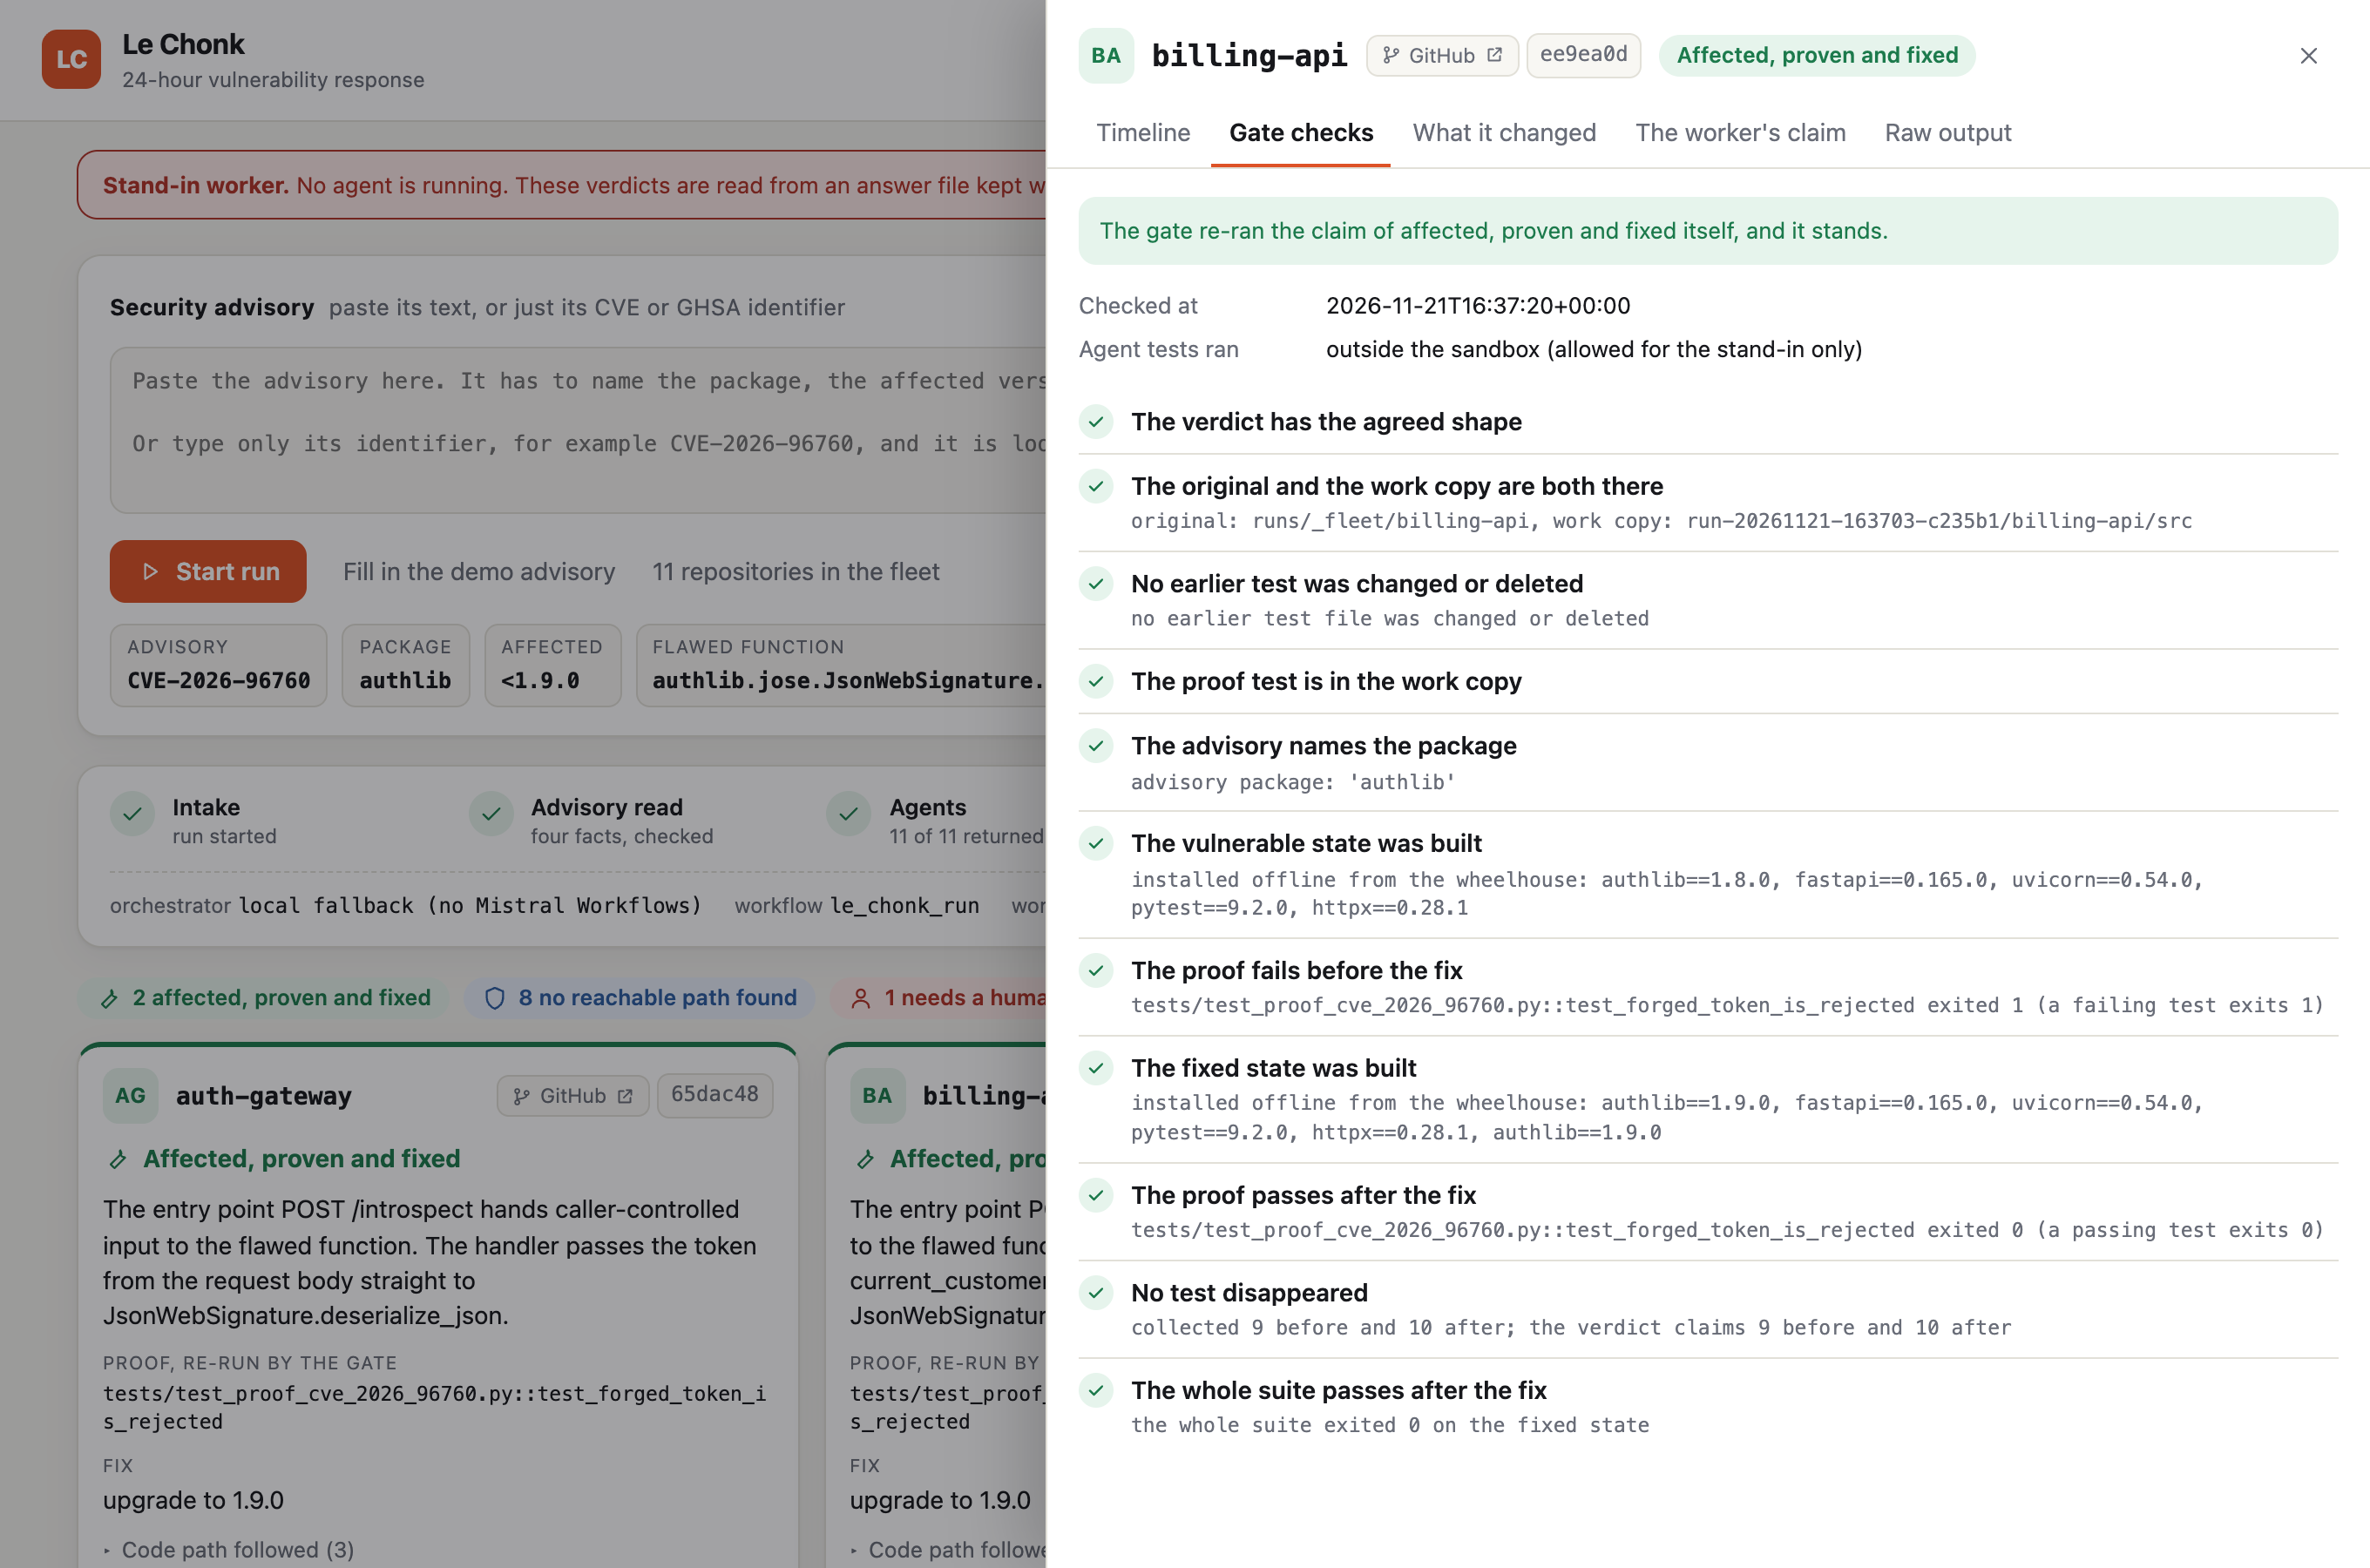 LC
Le Chonk
24-hour vulnerability response
Stand-in worker. No agent is running. These verdicts are read from an answer file kept w
Security advisory paste its text, or just its CVE or GHSA identifier
Paste the advisory here. It has to name the package, the affected vers
Or type only its identifier, for example CVE-2026-96760, and it is loo
Start run
Fill in the demo advisory
11 repositories in the fleet
ADVISORY
CVE-2026-96760
PACKAGE
authlib
AFFECTED
<1.9.0
FLAWED FUNCTION
authlib.jose.JsonWebSignature.
Intake
run started
Advisory read
four facts, checked
Agents
11 of 11 returned
orchestrator local fallback (no Mistral Workflows) workflow le_chonk_run wor
2 affected, proven and fixed
8 no reachable path found
1 needs a huma
AG
auth-gateway
GitHub
65dac48
Affected, proven and fixed
The entry point POST /introspect hands caller-controlled
input to the flawed function. The handler passes the token
from the request body straight to
JsonWebSignature.deserialize_json.
PROOF, RE-RUN BY THE GATE
tests/test_proof_cve_2026_96760.py::test_forged_token_i
s_rejected
FIX
upgrade to 1.9.0
Code path followed (3)
BA
billing-a
Affected, pro
The entry point P
to the flawed func
current_customer
JsonWebSignatur
PROOF, RE-RUN BY
tests/test_proof_
s_rejected
FIX
upgrade to 1.9.0
Code path followe
BA
billing-api
GitHub
ee9ea0d
Affected, proven and fixed
Timeline
Gate checks
What it changed
The worker's claim
Raw output
The gate re-ran the claim of affected, proven and fixed itself, and it stands.
Checked at 2026-11-21T16:37:20+00:00
Agent tests ran outside the sandbox (allowed for the stand-in only)
The verdict has the agreed shape
The original and the work copy are both there
original: runs/_fleet/billing-api, work copy: run-20261121-163703-c235b1/billing-api/src
No earlier test was changed or deleted
no earlier test file was changed or deleted
The proof test is in the work copy
The advisory names the package
advisory package: 'authlib'
The vulnerable state was built
installed offline from the wheelhouse: authlib==1.8.0, fastapi==0.165.0, uvicorn==0.54.0,
pytest==9.2.0, httpx==0.28.1
The proof fails before the fix
tests/test_proof_cve_2026_96760.py::test_forged_token_is_rejected exited 1 (a failing test exits 1)
The fixed state was built
installed offline from the wheelhouse: authlib==1.9.0, fastapi==0.165.0, uvicorn==0.54.0,
pytest==9.2.0, httpx==0.28.1, authlib==1.9.0
The proof passes after the fix
tests/test_proof_cve_2026_96760.py::test_forged_token_is_rejected exited 0 (a passing test exits 0)
No test disappeared
collected 9 before and 10 after; the verdict claims 9 before and 10 after
The whole suite passes after the fix
the whole suite exited 0 on the fixed state